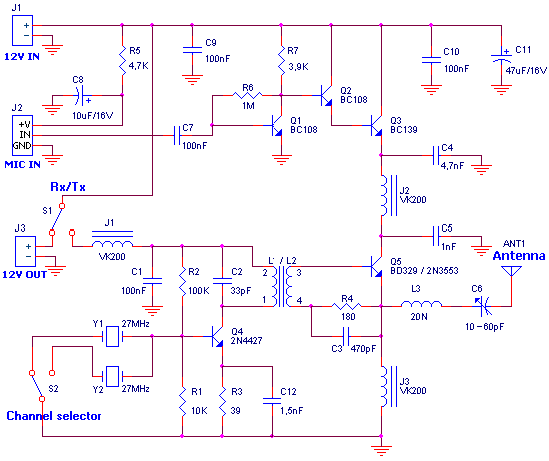 J1
12V IN
R5
4,7K
C9
100nF
R7
3,9K
C10
100nF
C11
47uF/16V
C8
10uF/16V
R6
1M
Q2
BC108
J2
+V
IN
GND
MIC IN
C7
100nF
Q1
BC108
Q3
BC139
C4
4,7nF
Rx/Tx
S1
J2
VK200
J3
12V OUT
J1
VK200
C5
1nF
ANT1
Antenna
C1
100nF
R2
100K
C2
33pF
L1 / L2
2 3
1 4
Q5
BD329 / 2N3553
R4
180
L3
20N
C6
10-60pF
C3 470pF
Y1 27MHz
Q4
2N4427
S2
Y2 27MHz
Channel selector
R1
10K
R3
39
C12
1,5nF
J3
VK200